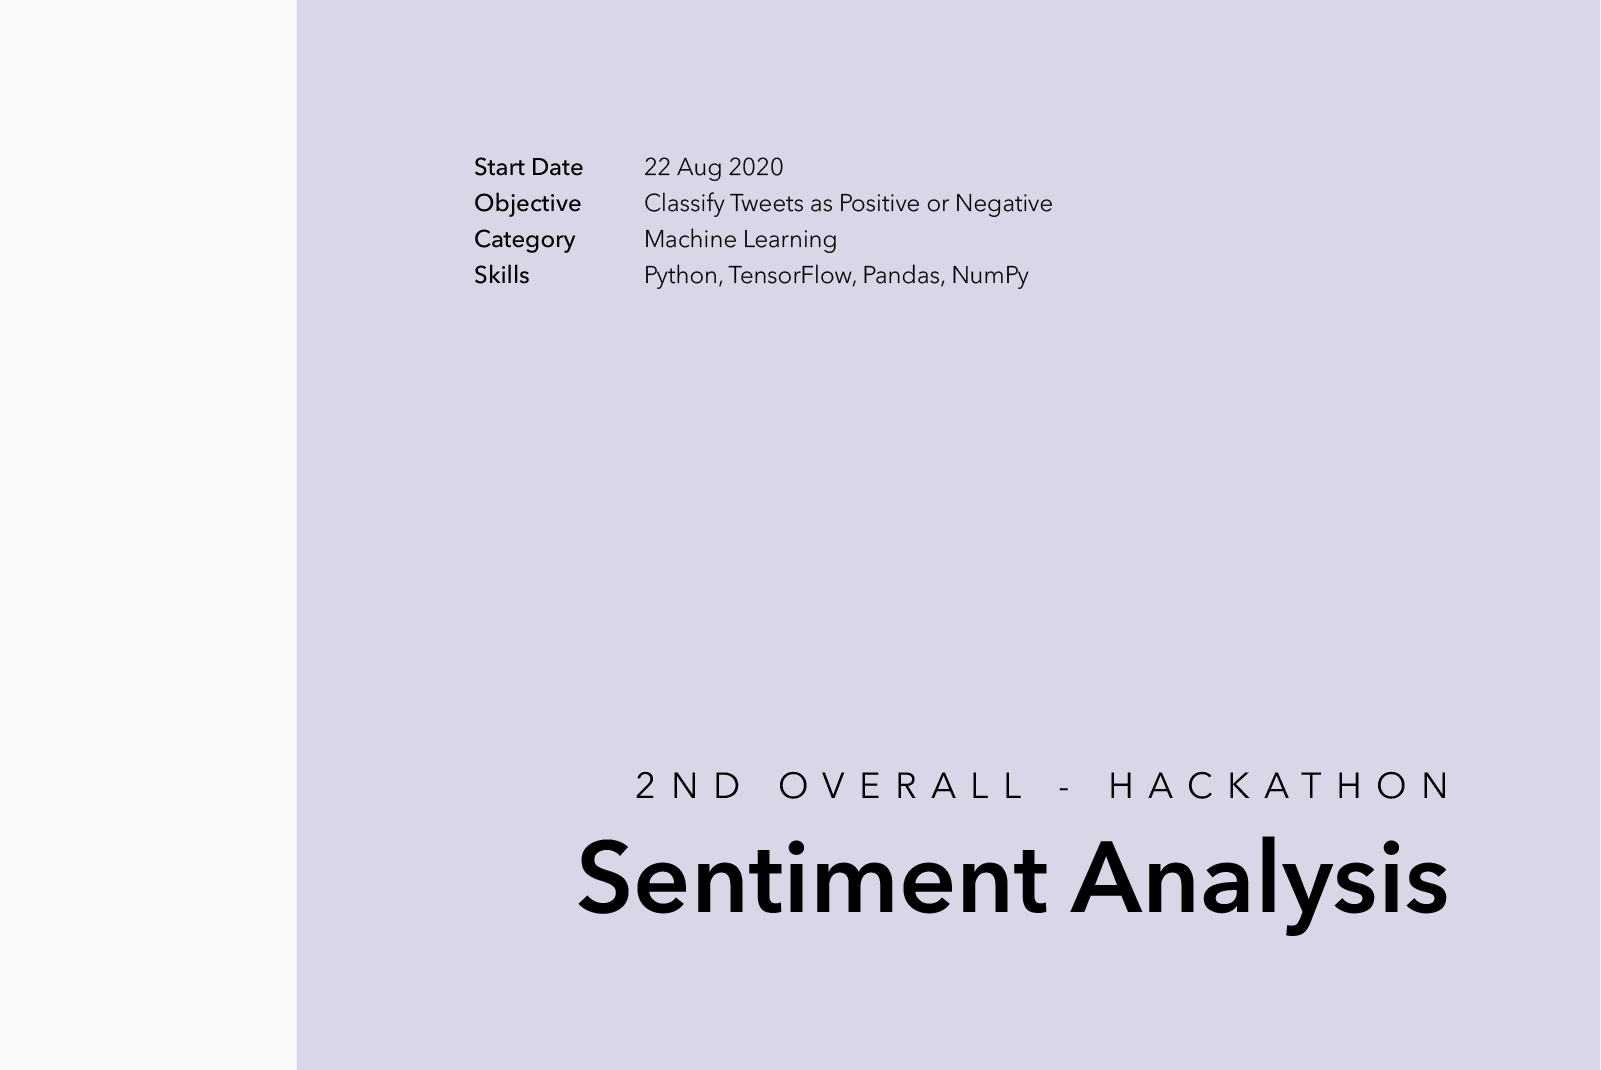 Start Date 22 Aug 2020
Objective Classify Tweets as Positive or Negative
Category Machine Learning
Skills Python, TensorFlow, Pandas, NumPy
2ND OVERALL - HACKATHON
Sentiment Analysis